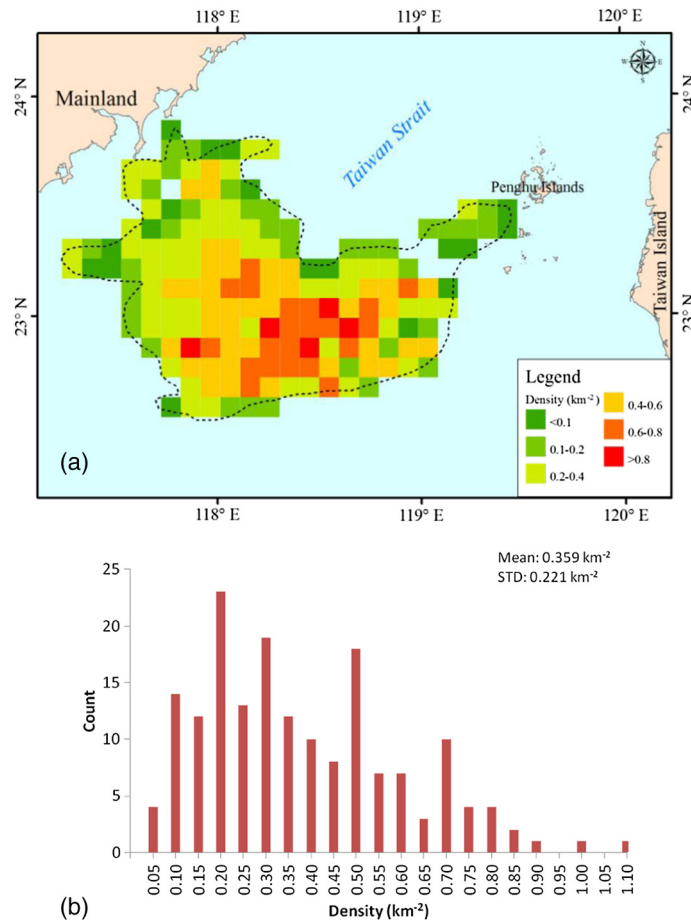 118° E 119° E 120° E
N
W E
S
24° N 24° N
Mainland
Taiwan Strait
Penghu Islands
Taiwan Island
23° N 23° N
Legend
Density (km-2)
<0.1
0.1-0.2
0.2-0.4
0.4-0.6
0.6-0.8
>0.8
(a)
118° E 119° E 120° E
Mean: 0.359 km-2
STD: 0.221 km-2
25
20
15
10
5
0
Count
0.05 0.10 0.15 0.20 0.25 0.30 0.35 0.40 0.45 0.50 0.55 0.60 0.65 0.70 0.75 0.80 0.85 0.90 0.95 1.00 1.05 1.10
Density (km-2)
(b)